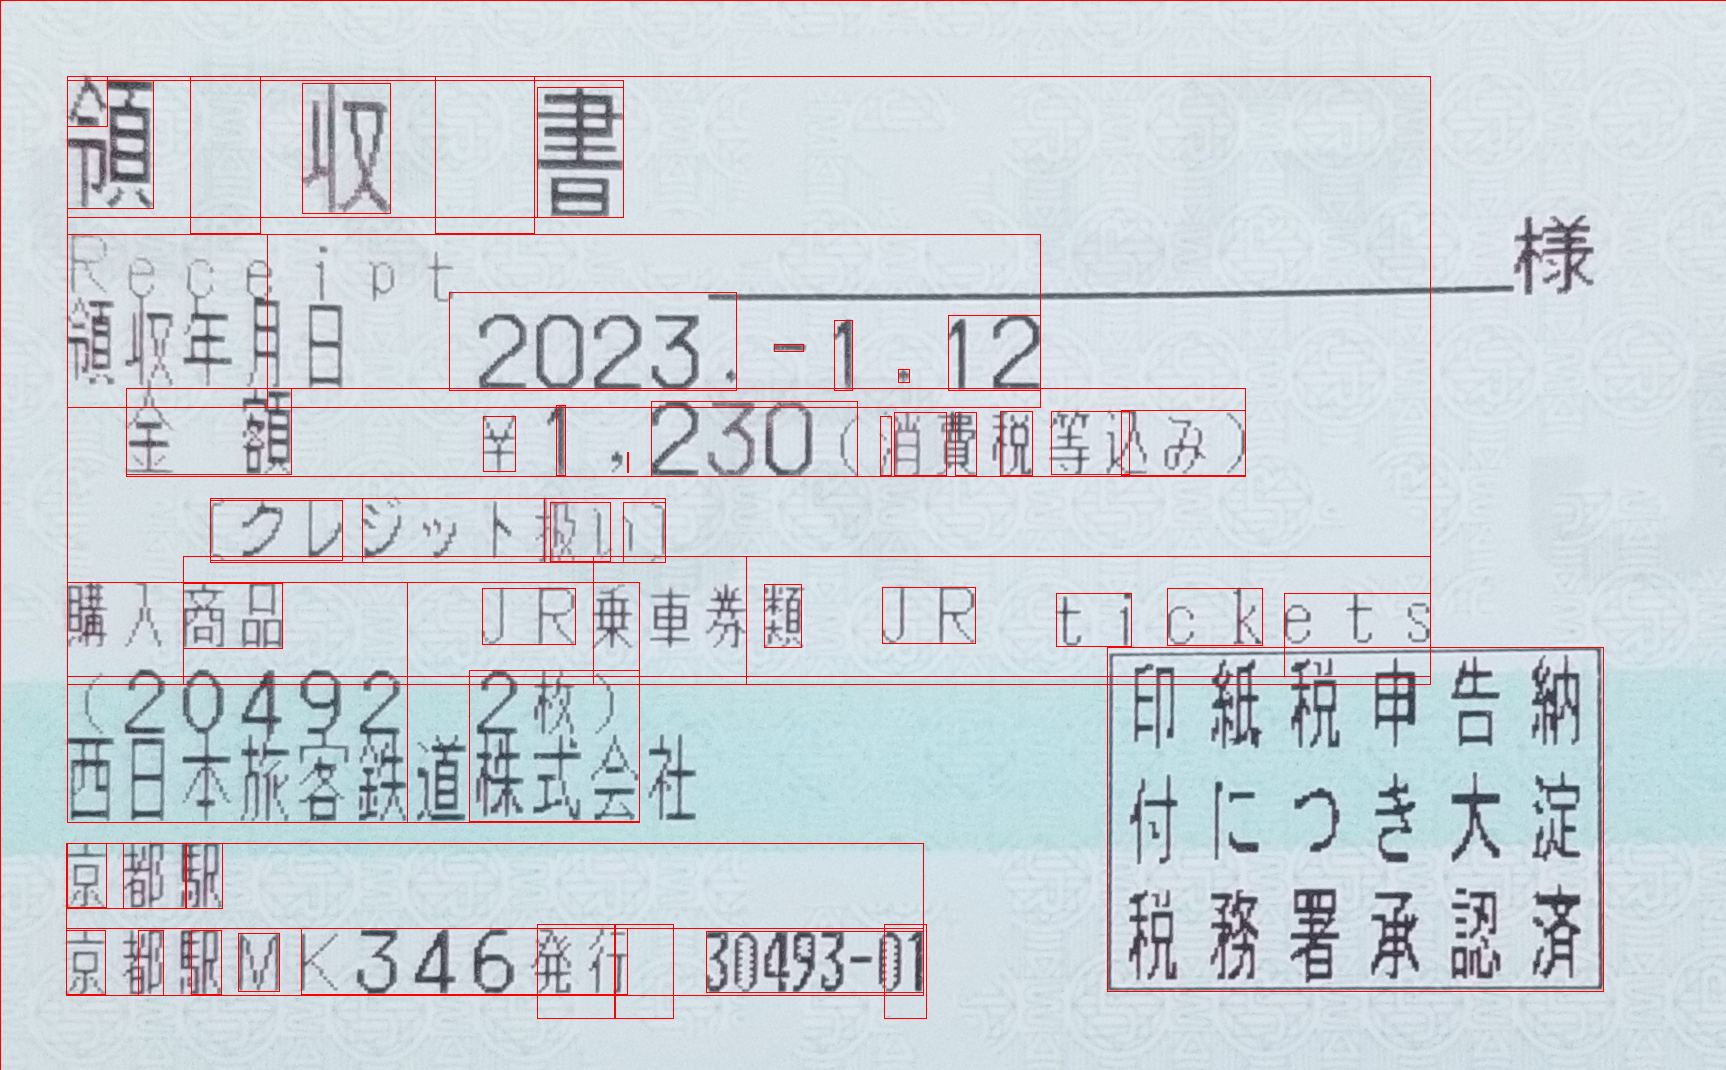 領 収 書
Receipt
様
領収年月日 2023.-1.12
金 額 ¥1,230(消費税等込み)
[クレジット扱い]
購入商品 JR乗車券類 JR tickets
(20492 2枚)
西日本旅客鉄道株式会社
京都駅
京都駅MK346発行 30493-01
印紙税申告納
付につき大淀
税務署承認済